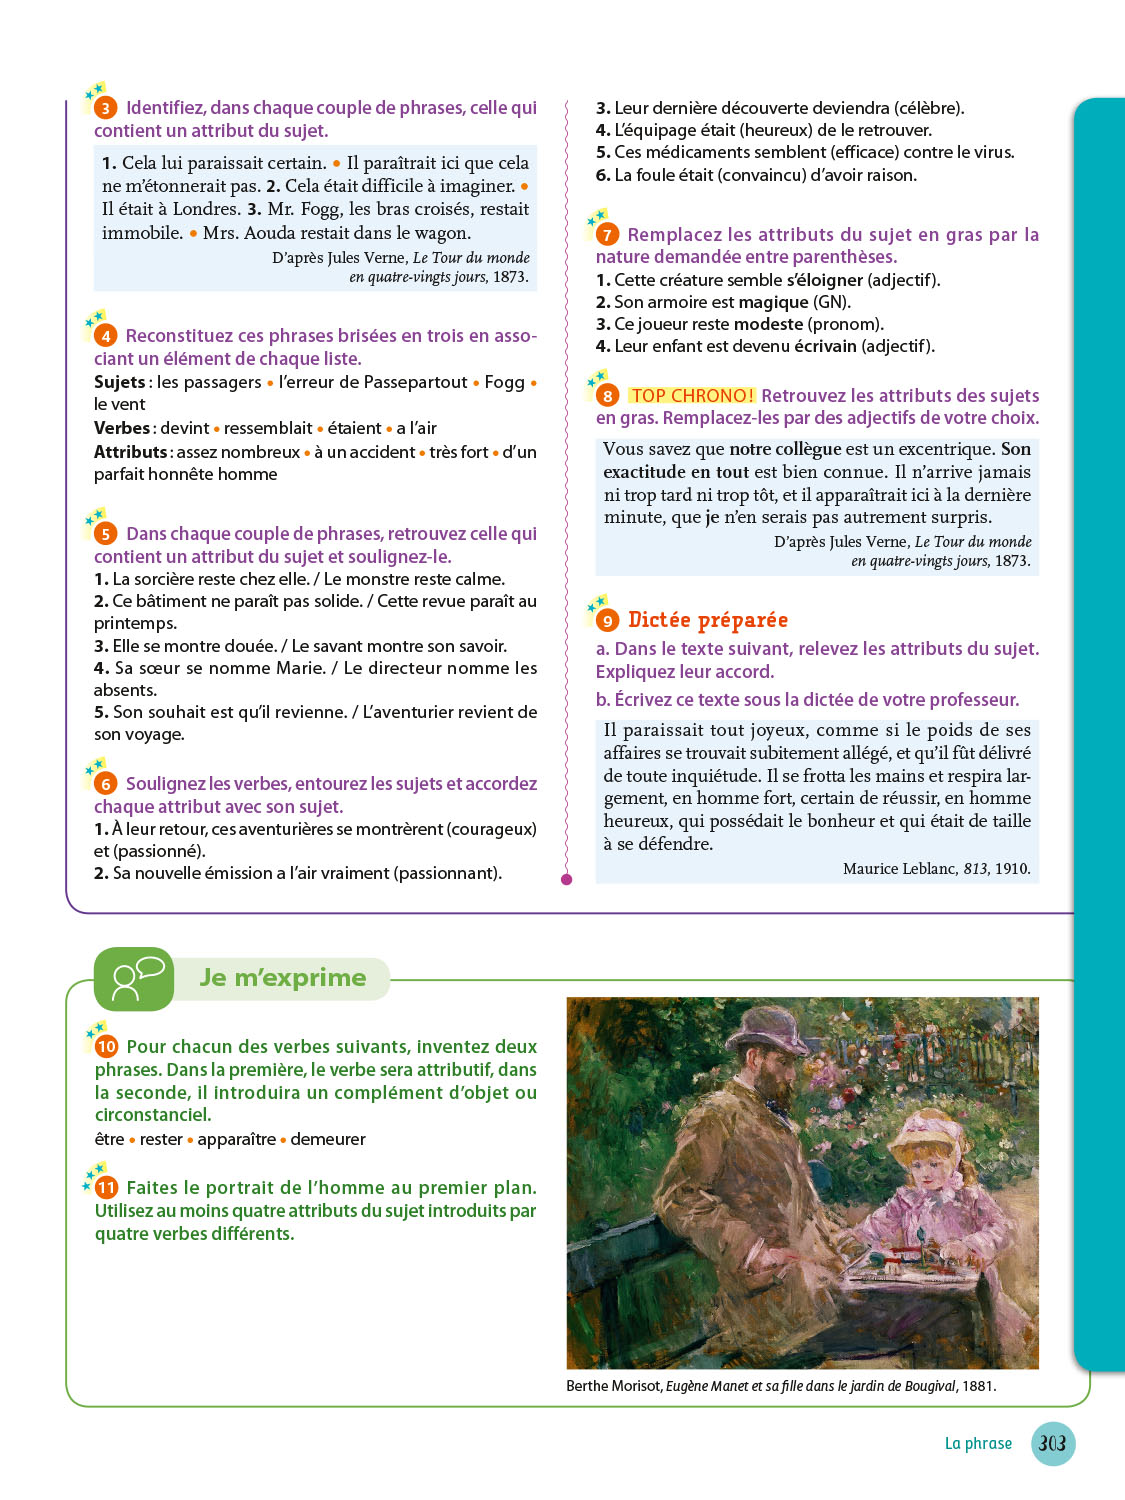 3 Identifiez, dans chaque couple de phrases, celle qui
contient un attribut du sujet.
1. Cela lui paraissait certain. • Il paraîtrait ici que cela
ne m’étonnerait pas. 2. Cela était difficile à imaginer. •
Il était à Londres. 3. Mr. Fogg, les bras croisés, restait
immobile. • Mrs. Aouda restait dans le wagon.
D’après Jules Verne, Le Tour du monde
en quatre-vingts jours, 1873.
4 Reconstituez ces phrases brisées en trois en asso-
ciant un élément de chaque liste.
Sujets : les passagers • l’erreur de Passepartout • Fogg •
le vent
Verbes : devint • ressemblait • étaient • a l’air
Attributs : assez nombreux • à un accident • très fort • d’un
parfait honnête homme
5 Dans chaque couple de phrases, retrouvez celle qui
contient un attribut du sujet et soulignez-le.
1. La sorcière reste chez elle. / Le monstre reste calme.
2. Ce bâtiment ne paraît pas solide. / Cette revue paraît au
printemps.
3. Elle se montre douée. / Le savant montre son savoir.
4. Sa sœur se nomme Marie. / Le directeur nomme les
absents.
5. Son souhait est qu’il revienne. / L’aventurier revient de
son voyage.
6 Soulignez les verbes, entourez les sujets et accordez
chaque attribut avec son sujet.
1. À leur retour, ces aventurières se montrèrent (courageux)
et (passionné).
2. Sa nouvelle émission a l’air vraiment (passionnant).
3. Leur dernière découverte deviendra (célèbre).
4. L’équipage était (heureux) de le retrouver.
5. Ces médicaments semblent (efficace) contre le virus.
6. La foule était (convaincu) d’avoir raison.
7 Remplacez les attributs du sujet en gras par la
nature demandée entre parenthèses.
1. Cette créature semble s’éloigner (adjectif).
2. Son armoire est magique (GN).
3. Ce joueur reste modeste (pronom).
4. Leur enfant est devenu écrivain (adjectif).
8 TOP CHRONO! Retrouvez les attributs des sujets
en gras. Remplacez-les par des adjectifs de votre choix.
Vous savez que notre collègue est un excentrique. Son
exactitude en tout est bien connue. Il n’arrive jamais
ni trop tard ni trop tôt, et il apparaîtrait ici à la dernière
minute, que je n’en serais pas autrement surpris.
D’après Jules Verne, Le Tour du monde
en quatre-vingts jours, 1873.
9 Dictée préparée
a. Dans le texte suivant, relevez les attributs du sujet.
Expliquez leur accord.
b. Écrivez ce texte sous la dictée de votre professeur.
Il paraissait tout joyeux, comme si le poids de ses
affaires se trouvait subitement allégé, et qu’il fût délivré
de toute inquiétude. Il se frotta les mains et respira lar-
gement, en homme fort, certain de réussir, en homme
heureux, qui possédait le bonheur et qui était de taille
à se défendre.
Maurice Leblanc, 813, 1910.
Je m’exprime
10 Pour chacun des verbes suivants, inventez deux
phrases. Dans la première, le verbe sera attributif, dans
la seconde, il introduira un complément d’objet ou
circonstanciel.
être • rester • apparaître • demeurer
11 Faites le portrait de l’homme au premier plan.
Utilisez au moins quatre attributs du sujet introduits par
quatre verbes différents.
Berthe Morisot, Eugène Manet et sa fille dans le jardin de Bougival, 1881.
La phrase 303